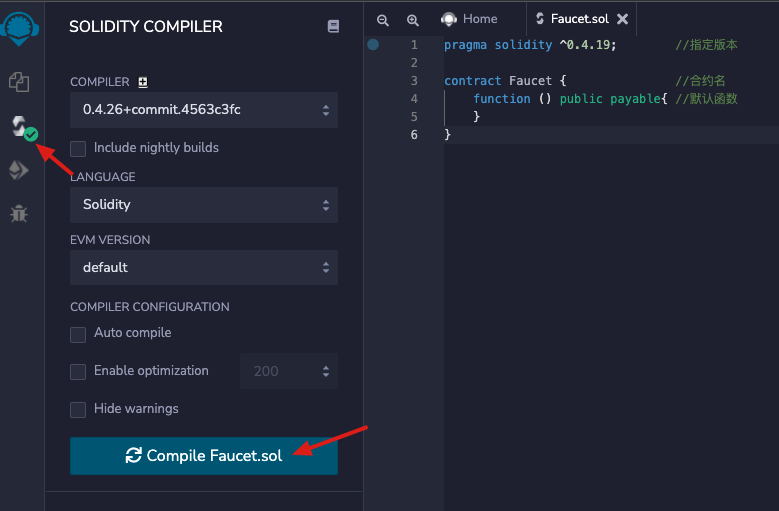 SOLIDITY COMPILER
COMPILER
0.4.26+commit.4563c3fc
Include nightly builds
LANGUAGE
Solidity
EVM VERSION
default
COMPILER CONFIGURATION
Auto compile
Enable optimization
200
Hide warnings
Compile Faucet.sol
Home
Faucet.sol
1 pragma solidity ^0.4.19; //指定版本
2
3 contract Faucet { //合约名
4 function () public payable{ //默认函数
5 }
6 }